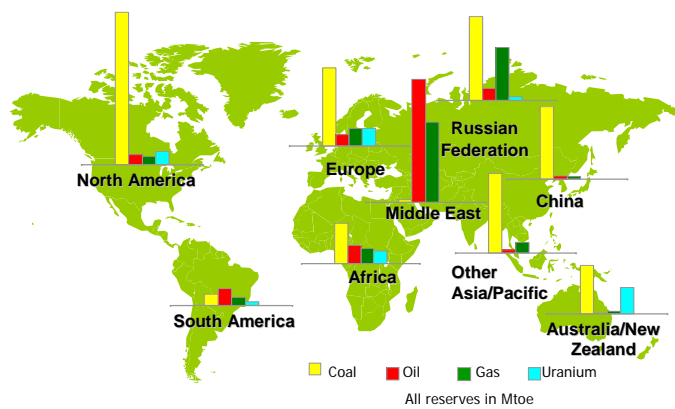 North America
Europe
Russian
Federation
Middle East
China
Africa
Other
Asia/Pacific
South America
Australia/New
Zealand
Coal Oil Gas Uranium
All reserves in Mtoe